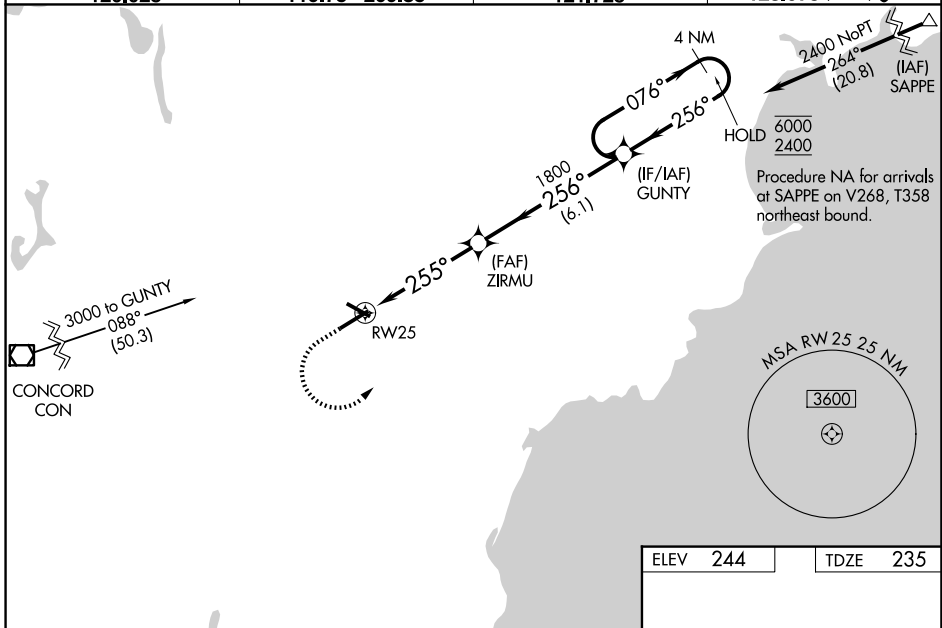 4 NM
2400 NoPT
264°
(20.8)
(IAF)
SAPPE
076°
256°
HOLD
6000
2400
(IF/IAF)
GUNTY
Procedure NA for arrivals
at SAPPE on V268, T358
northeast bound.
1800
256°
(6.1)
(FAF)
ZIRMU
255°
RW25
3000 to GUNTY
088°
(50.3)
CONCORD
CON
MSA RW 25 25 NM
3600
ELEV 244
TDZE 235